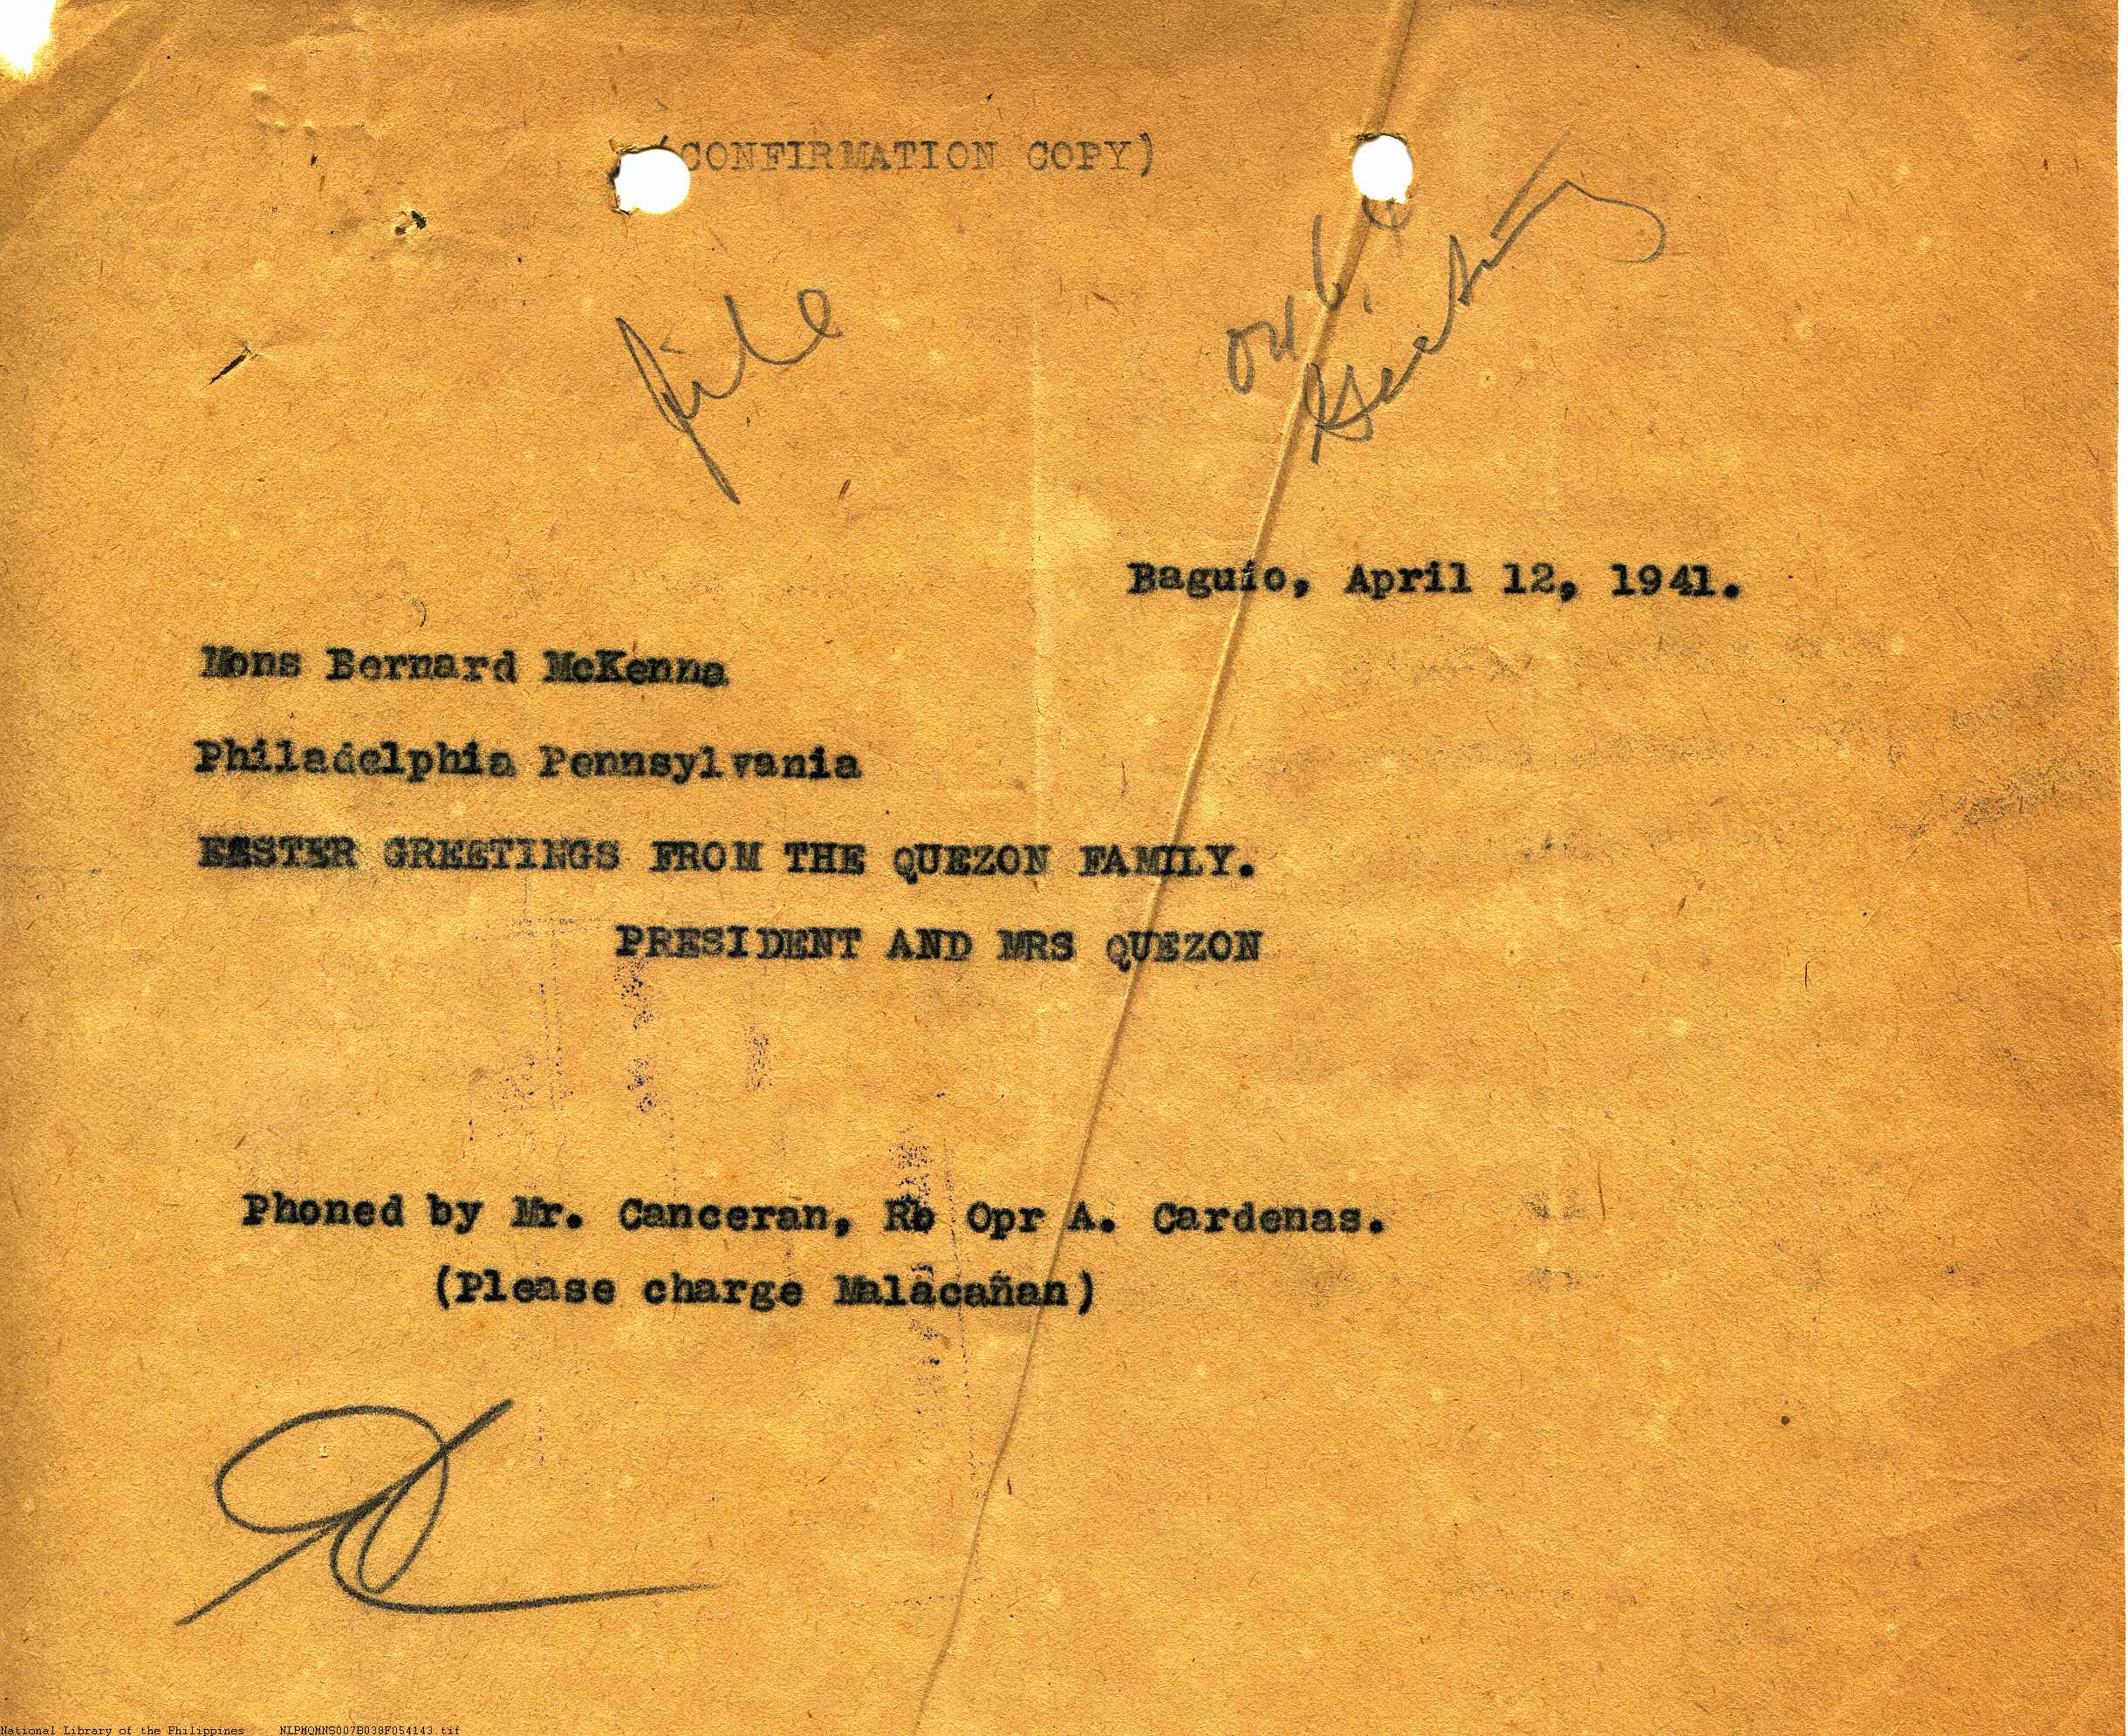 (CONFIRMATION COPY)
file
Baguio, April 12, 1941.
Mons Bernard McKenna
Philadelphia Pennsylvania
EASTER GREETINGS FROM THE QUEZON FAMILY.
PRESIDENT AND MRS QUEZON
Phoned by Mr. Canceran, Rb Opr A. Cardenas.
(Please charge Malacañan)
National Library of the Philippines NLPMQMNS007B038F054143.tif